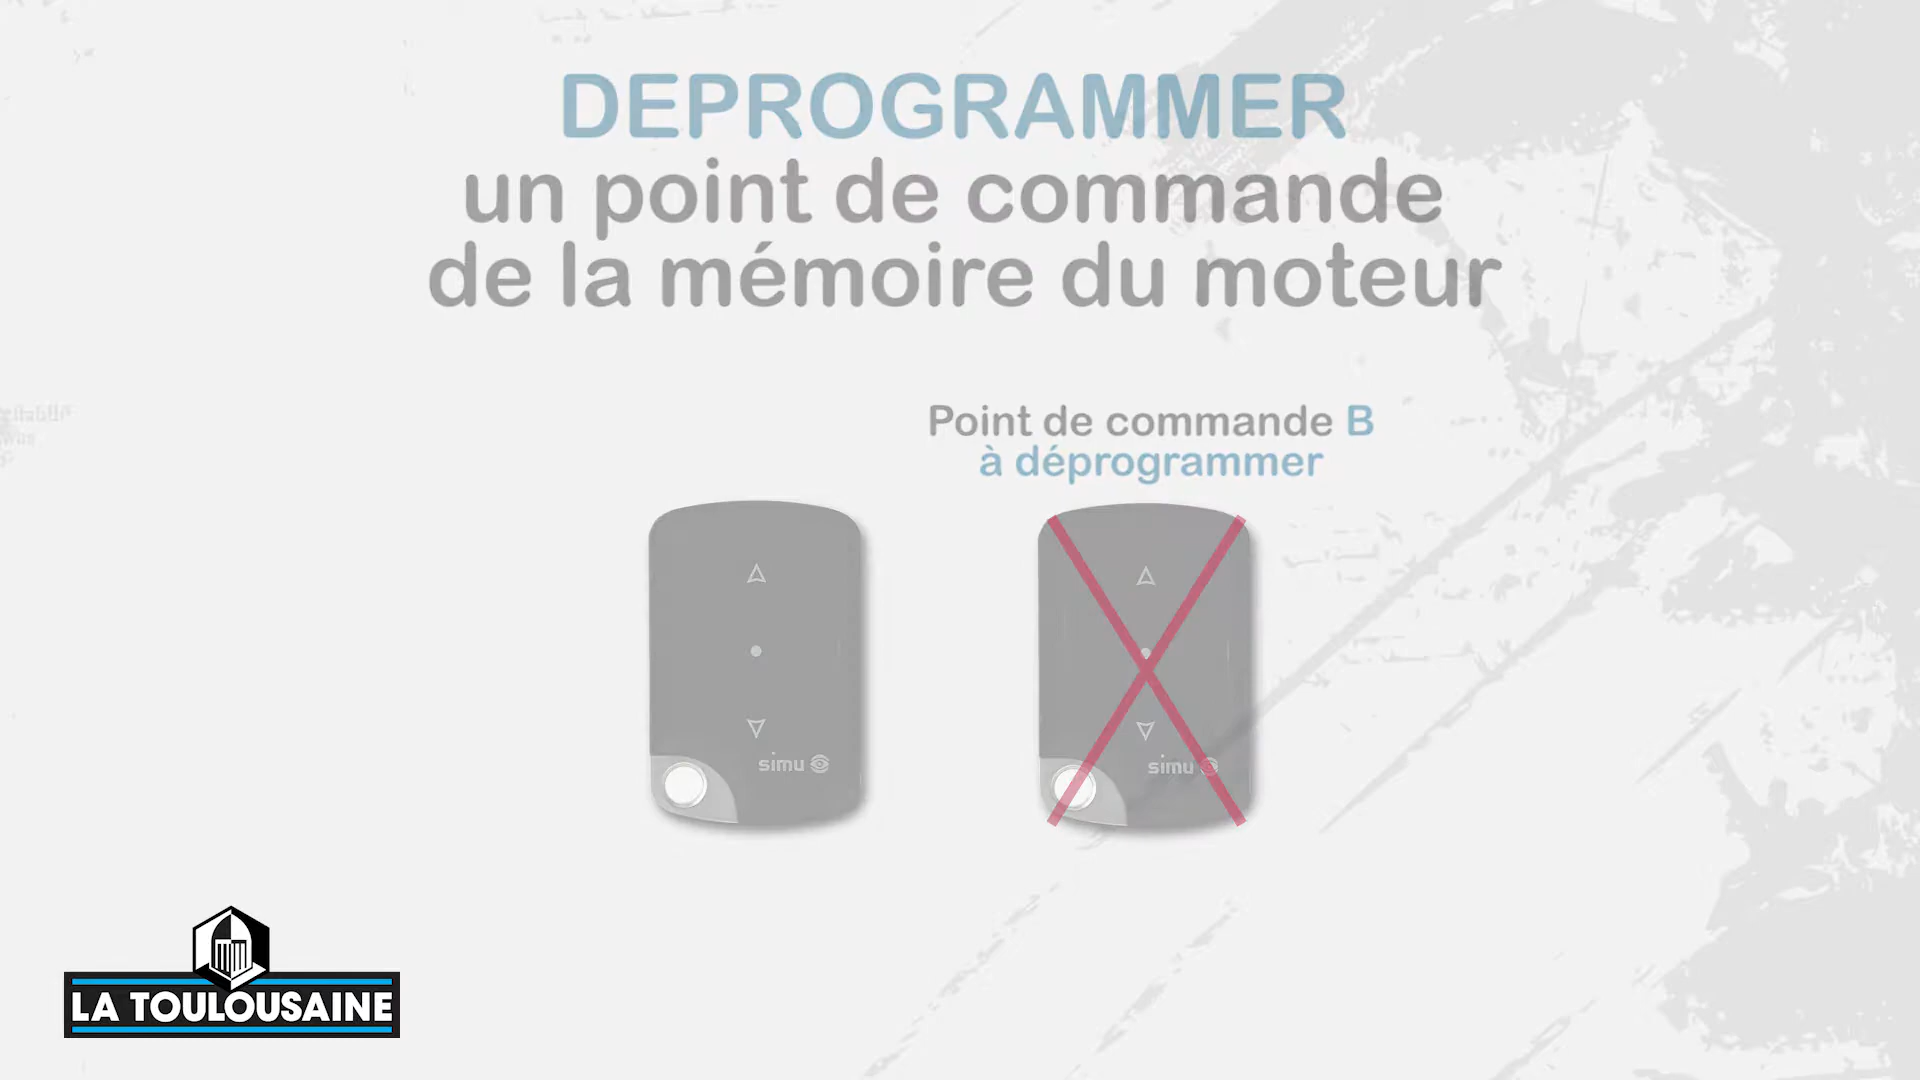 DEPROGRAMMER
un point de commande
de la mémoire du moteur
Point de commande B
à déprogrammer
simu
simu
LA TOULOUSAINE